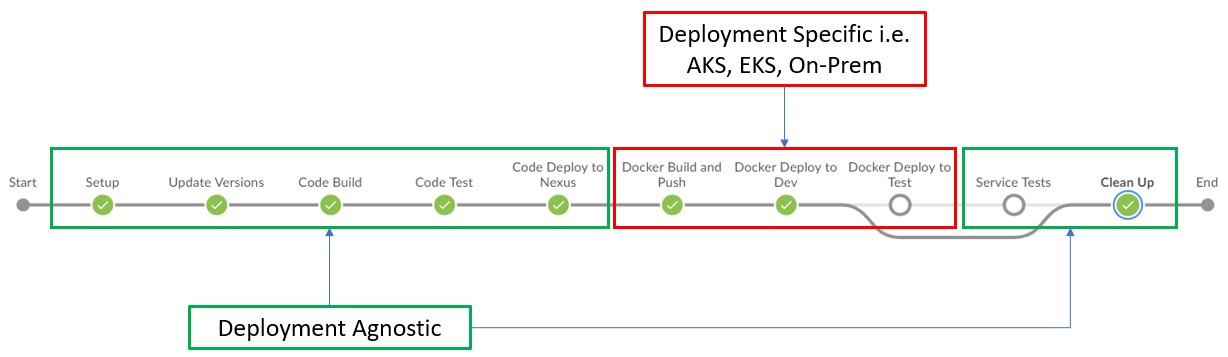 Deployment Specific i.e.
AKS, EKS, On-Prem
Start
Setup
Update Versions
Code Build
Code Test
Code Deploy to
Nexus
Docker Build and
Push
Docker Deploy to
Dev
Docker Deploy to
Test
Service Tests
Clean Up
End
Deployment Agnostic